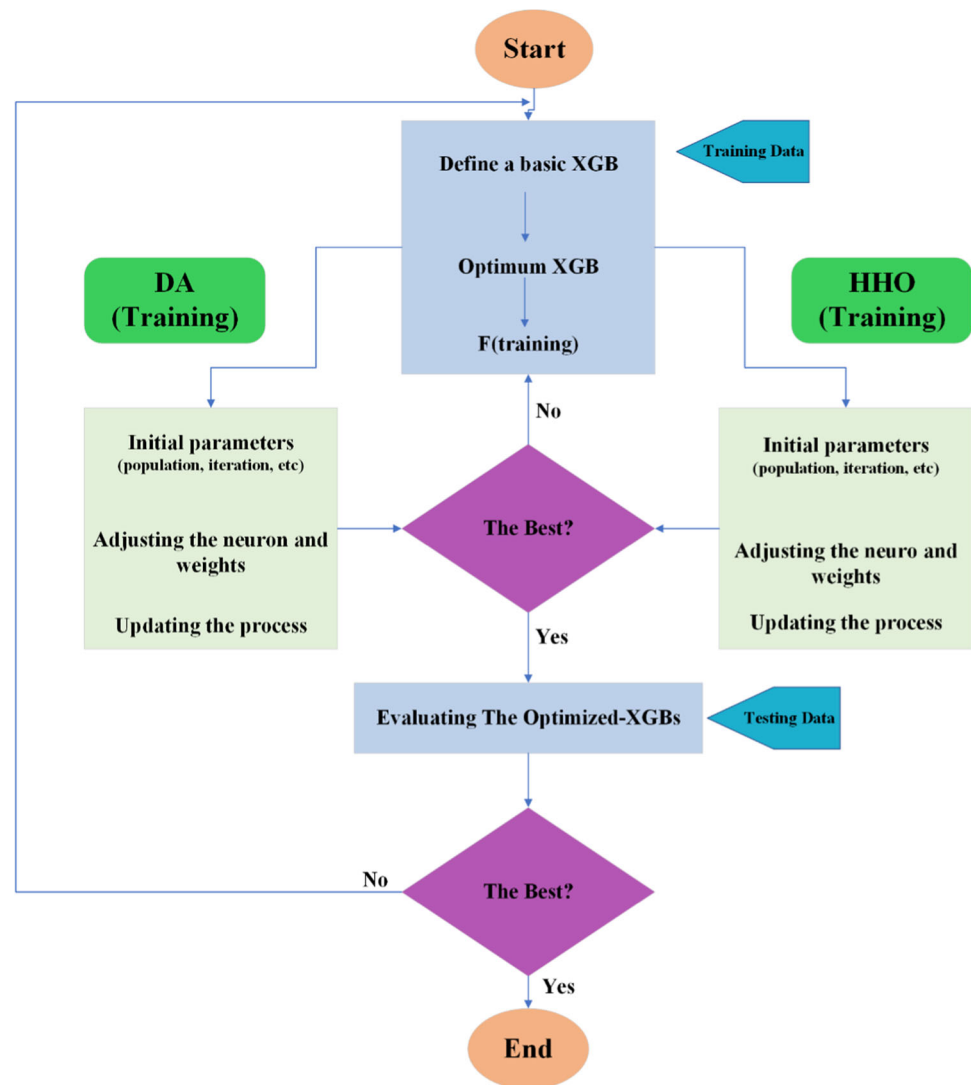 Start
Define a basic XGB
Training Data
Optimum XGB
F(training)
DA
(Training)
HHO
(Training)
No
Initial parameters
(population, iteration, etc)
Adjusting the neuron and
weights
Updating the process
The Best?
Initial parameters
(population, iteration, etc)
Adjusting the neuro and
weights
Updating the process
Yes
Evaluating The Optimized-XGBs
Testing Data
No
The Best?
Yes
End